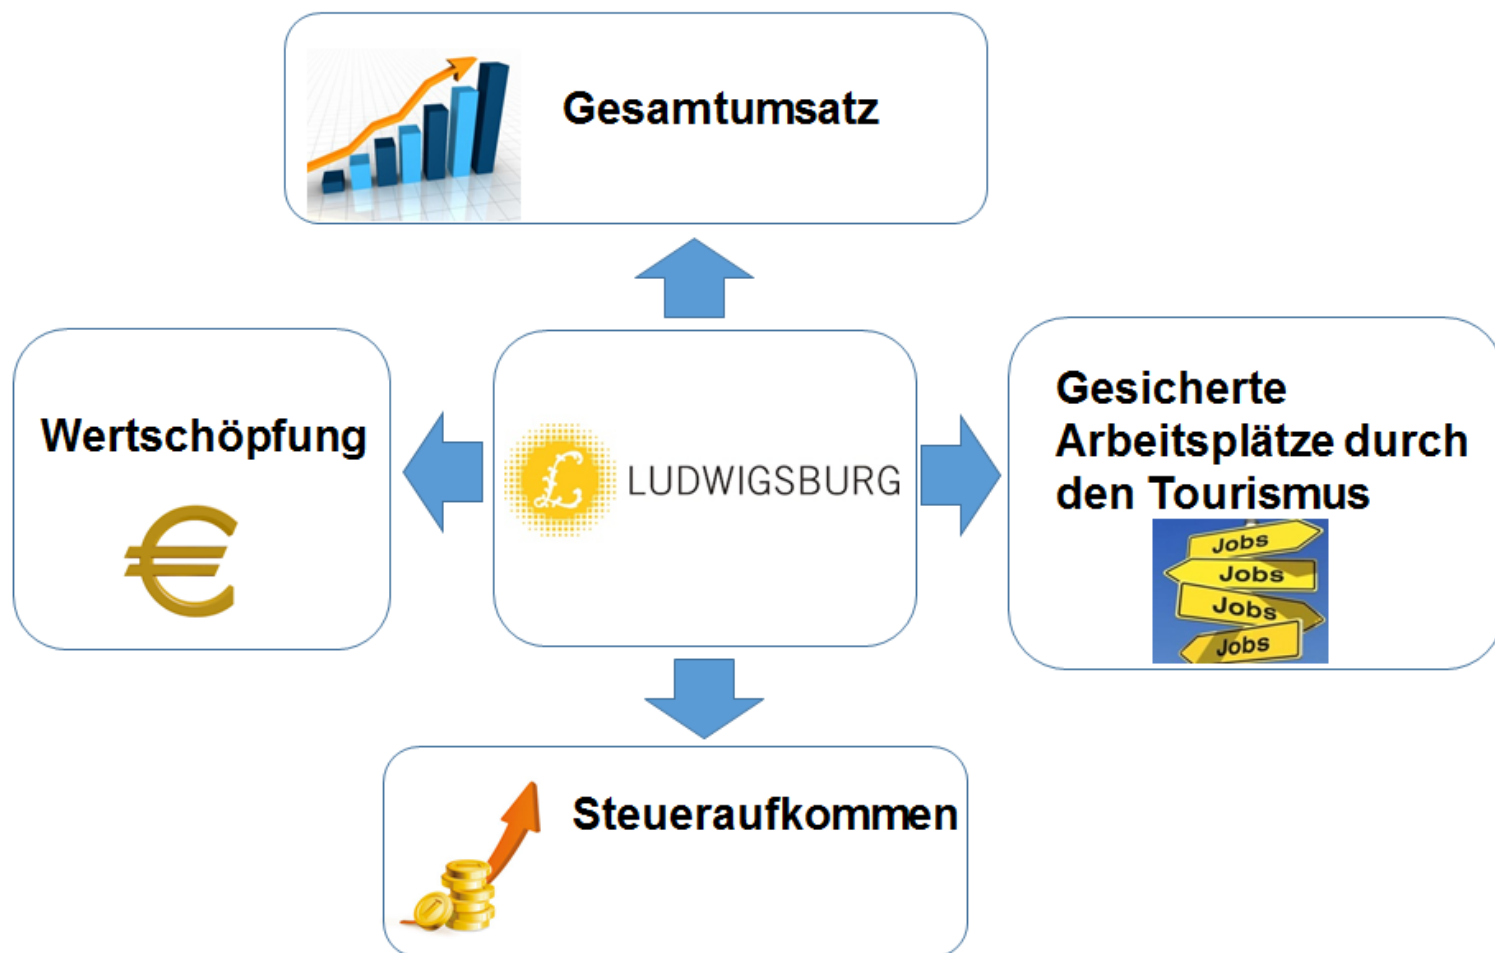 Gesamtumsatz
Wertschöpfung
LUDWIGSBURG
Gesicherte
Arbeitsplätze durch
den Tourismus
Jobs
Jobs
Jobs
Jobs
Steueraufkommen